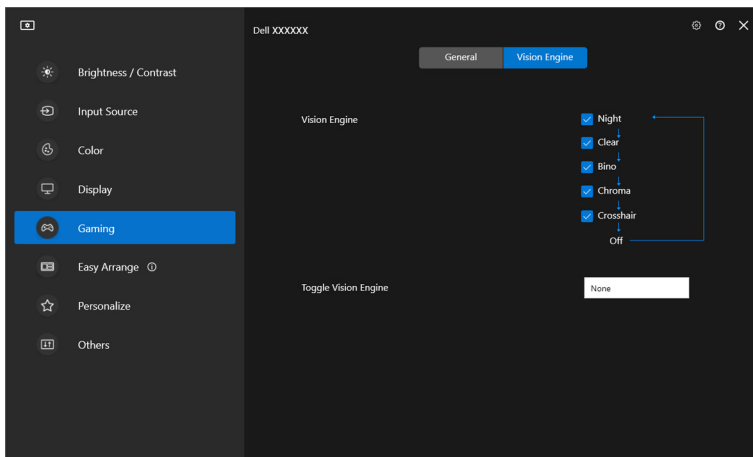 Dell XXXXXX
General
Vision Engine
Brightness / Contrast
Input Source
Color
Display
Gaming
Easy Arrange
Personalize
Others
Vision Engine
Night
Clear
Bino
Chroma
Crosshair
Off
Toggle Vision Engine
None